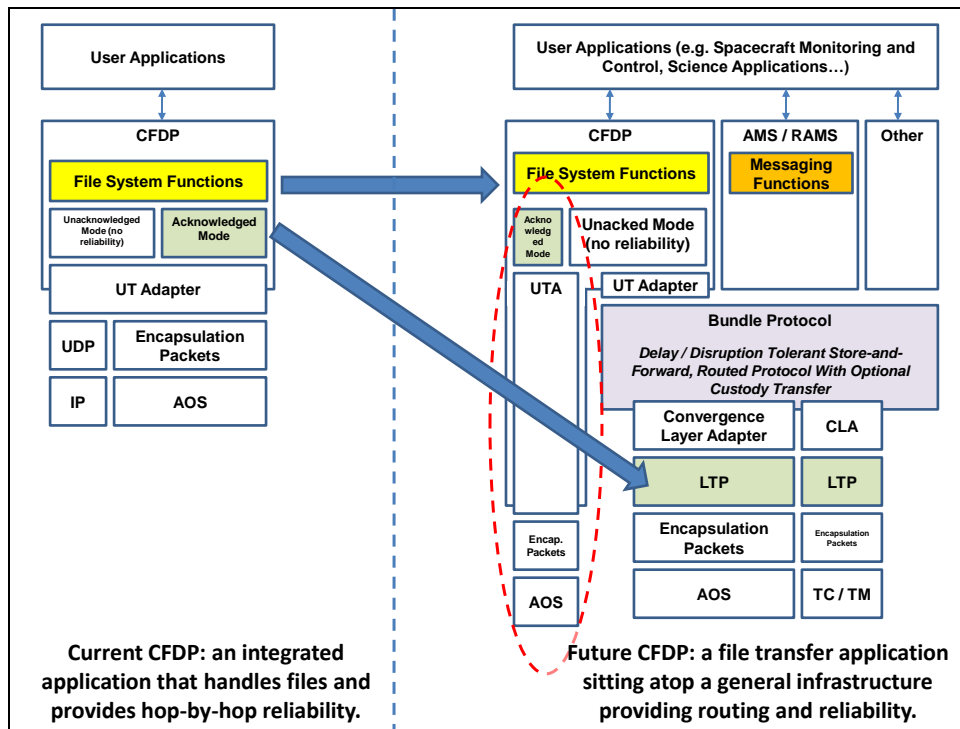 User Applications
CFDP
File System Functions
Unacknowledged
Mode (no
reliability)
Acknowledged
Mode
UT Adapter
UDP
Encapsulation
Packets
IP
AOS
Current CFDP: an integrated
application that handles files and
provides hop-by-hop reliability.
User Applications (e.g. Spacecraft Monitoring and
Control, Science Applications…)
CFDP
File System Functions
Ackno
wledg
ed
Mode
Unacked Mode
(no reliability)
UTA
UT Adapter
AMS / RAMS
Messaging
Functions
Other
Bundle Protocol
Delay / Disruption Tolerant Store-and-
Forward, Routed Protocol With Optional
Custody Transfer
Convergence
Layer Adapter
CLA
LTP
LTP
Encap.
Packets
Encapsulation
Packets
Encapsulation
Packets
AOS
AOS
TC / TM
Future CFDP: a file transfer application
sitting atop a general infrastructure
providing routing and reliability.